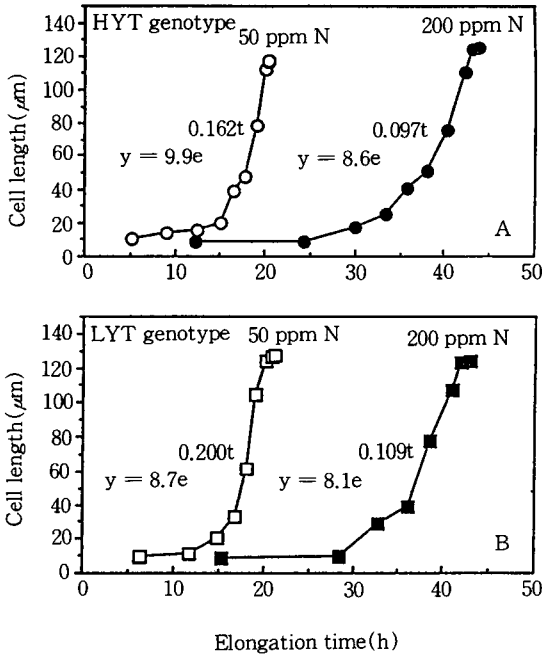 HYT genotype
50 ppm N
200 ppm N
140
120
100
80
60
40
20
0
Cell length(μm)
0.162t
y = 9.9e
0.097t
y = 8.6e
A
0 10 20 30 40 50
LYT genotype
50 ppm N
200 ppm N
140
120
100
80
60
40
20
0
Cell length(μm)
0.200t
y = 8.7e
0.109t
y = 8.1e
B
0 10 20 30 40 50
Elongation time(h)